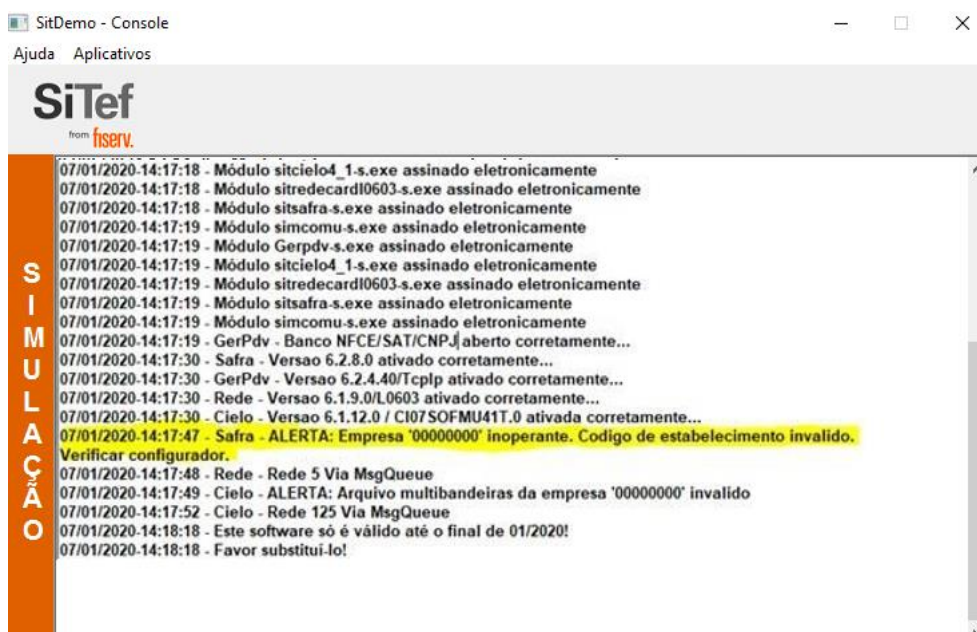 SitDemo - Console
Ajuda Aplicativos
SiTef
from fiserv.
SIMULAÇÃO
07/01/2020-14:17:18 - Módulo sitcielo4_1-s.exe assinado eletronicamente
07/01/2020-14:17:18 - Módulo sitredecardl0603-s.exe assinado eletronicamente
07/01/2020-14:17:18 - Módulo sitsafra-s.exe assinado eletronicamente
07/01/2020-14:17:19 - Módulo simcomu-s.exe assinado eletronicamente
07/01/2020-14:17:19 - Módulo Gerpdv-s.exe assinado eletronicamente
07/01/2020-14:17:19 - Módulo sitcielo4_1-s.exe assinado eletronicamente
07/01/2020-14:17:19 - Módulo sitredecardl0603-s.exe assinado eletronicamente
07/01/2020-14:17:19 - Módulo sitsafra-s.exe assinado eletronicamente
07/01/2020-14:17:19 - Módulo simcomu-s.exe assinado eletronicamente
07/01/2020-14:17:19 - GerPdv - Banco NFCE/SAT/CNPJ aberto corretamente...
07/01/2020-14:17:30 - Safra - Versao 6.2.8.0 ativado corretamente...
07/01/2020-14:17:30 - GerPdv - Versao 6.2.4.40/TcpIp ativado corretamente...
07/01/2020-14:17:30 - Rede - Versao 6.1.9.0/L0603 ativado corretamente...
07/01/2020-14:17:30 - Cielo - Versao 6.1.12.0 / CI07SOFMU41T.0 ativada corretamente...
07/01/2020-14:17:47 - Safra - ALERTA: Empresa '00000000' inoperante. Codigo de estabelecimento invalido.
Verificar configurador.
07/01/2020-14:17:48 - Rede - Rede 5 Via MsgQueue
07/01/2020-14:17:49 - Cielo - ALERTA: Arquivo multibandeiras da empresa '00000000' invalido
07/01/2020-14:17:52 - Cielo - Rede 125 Via MsgQueue
07/01/2020-14:18:18 - Este software só é válido até o final de 01/2020!
07/01/2020-14:18:18 - Favor substituí-lo!